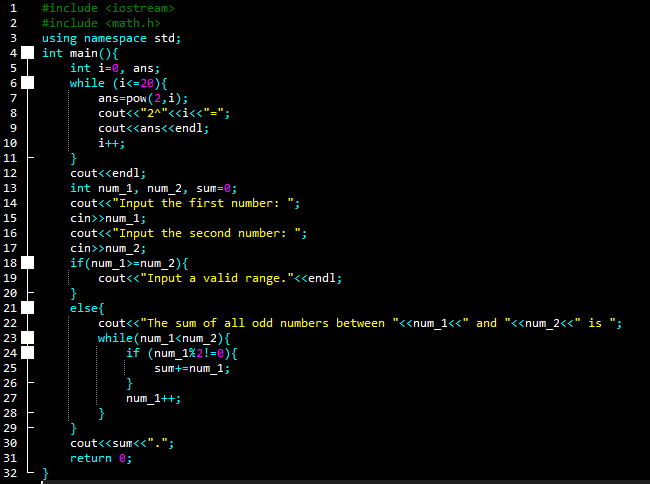 1 #include <iostream>
2 #include <math.h>
3 using namespace std;
4 int main(){
5 int i=0, ans;
6 while (i<=20){
7 ans=pow(2,i);
8 cout<<"2^"<<i<<"=";
9 cout<<ans<<endl;
10 i++;
11 }
12 cout<<endl;
13 int num_1, num_2, sum=0;
14 cout<<"Input the first number: ";
15 cin>>num_1;
16 cout<<"Input the second number: ";
17 cin>>num_2;
18 if(num_1>=num_2){
19 cout<<"Input a valid range."<<endl;
20 }
21 else{
22 cout<<"The sum of all odd numbers between "<<num_1<<" and "<<num_2<<" is ";
23 while(num_1<num_2){
24 if (num_1%2!=0){
25 sum+=num_1;
26 }
27 num_1++;
28 }
29 }
30 cout<<sum<<".";
31 return 0;
32 }